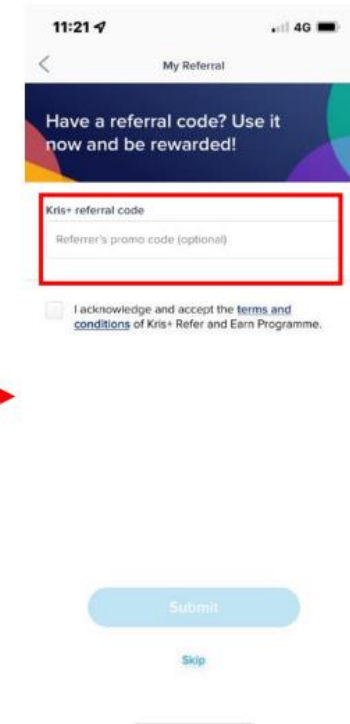 11:21
4G
My Referral
Have a referral code? Use it
now and be rewarded!
Kris+ referral code
Referrer's promo code (optional)
I acknowledge and accept the terms and
conditions of Kris+ Refer and Earn Programme.
Submit
Skip